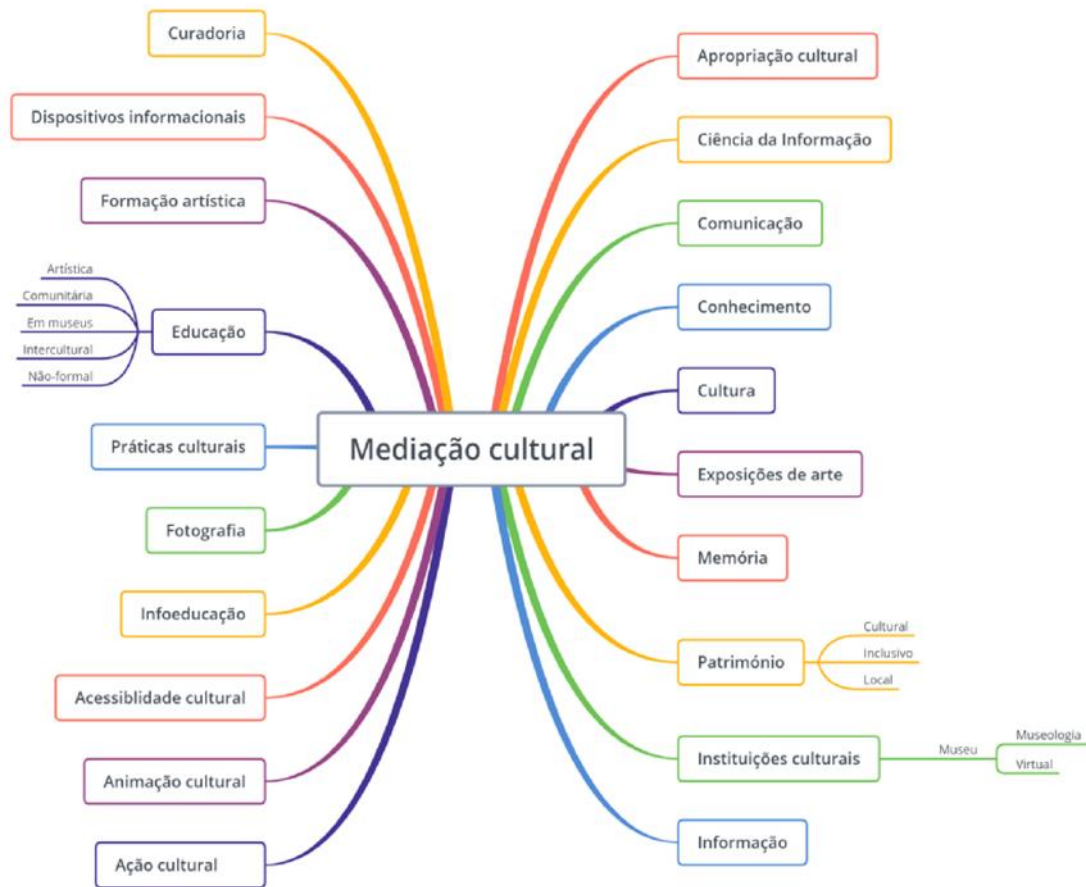 Mediação cultural
Curadoria
Dispositivos informacionais
Formação artística
Educação
Artística
Comunitária
Em museus
Intercultural
Não-formal
Práticas culturais
Fotografia
Infoeducação
Acessiblidade cultural
Animação cultural
Ação cultural
Apropriação cultural
Ciência da Informação
Comunicação
Conhecimento
Cultura
Exposições de arte
Memória
Património
Cultural
Inclusivo
Local
Instituições culturais
Museu
Museologia
Virtual
Informação